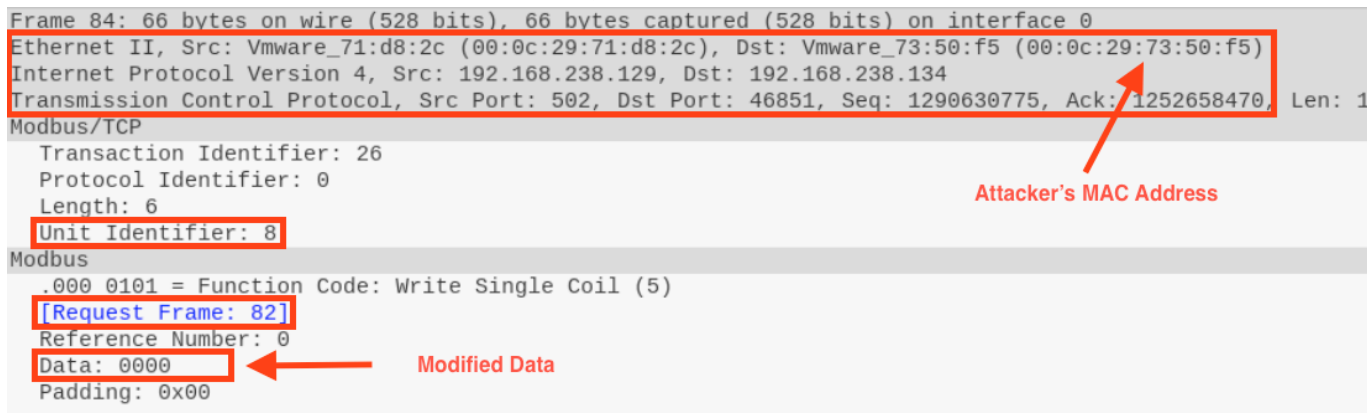 Frame 84: 66 bytes on wire (528 bits), 66 bytes captured (528 bits) on interface 0
Ethernet II, Src: Vmware_71:d8:2c (00:0c:29:71:d8:2c), Dst: Vmware_73:50:f5 (00:0c:29:73:50:f5)
Internet Protocol Version 4, Src: 192.168.238.129, Dst: 192.168.238.134
Transmission Control Protocol, Src Port: 502, Dst Port: 46851, Seq: 1290630775, Ack: 1252658470, Len: 1
Modbus/TCP
Transaction Identifier: 26
Protocol Identifier: 0
Length: 6
Attacker's MAC Address
Unit Identifier: 8
Modbus
.000 0101 = Function Code: Write Single Coil (5)
[Request Frame: 82]
Reference Number: 0
Data: 0000
Modified Data
Padding: 0x00